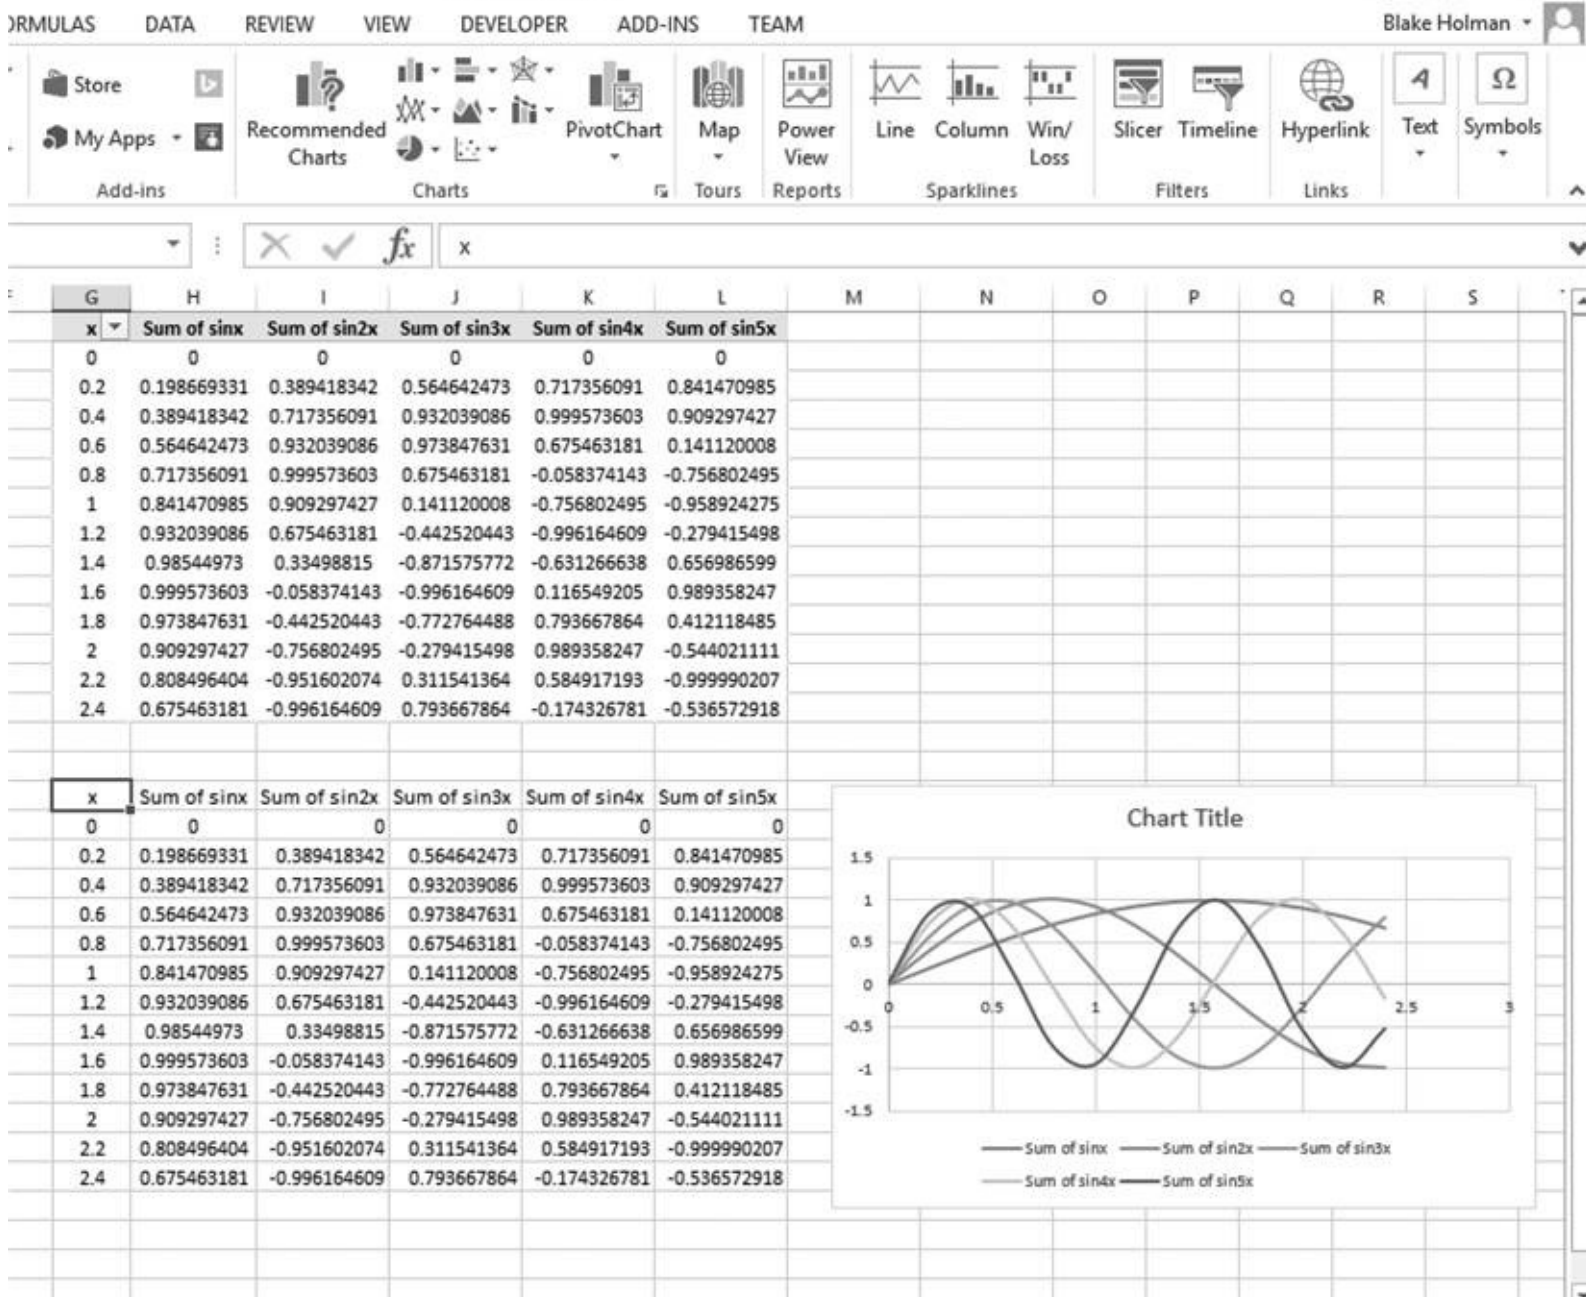 ORMULAS DATA REVIEW VIEW DEVELOPER ADD-INS TEAM Blake Holman
Store
My Apps
Recommended Charts
PivotChart
Map
Power View
Line Column Win/ Loss
Slicer Timeline
Hyperlink
Text
Symbols
Add-ins Charts Tours Reports Sparklines Filters Links
fx x
G H I J K L M N O P Q R S
x Sum of sinx Sum of sin2x Sum of sin3x Sum of sin4x Sum of sin5x
0 0 0 0 0 0
0.2 0.198669331 0.389418342 0.564642473 0.717356091 0.841470985
0.4 0.389418342 0.717356091 0.932039086 0.999573603 0.909297427
0.6 0.564642473 0.932039086 0.973847631 0.675463181 0.141120008
0.8 0.717356091 0.999573603 0.675463181 -0.058374143 -0.756802495
1 0.841470985 0.909297427 0.141120008 -0.756802495 -0.958924275
1.2 0.932039086 0.675463181 -0.442520443 -0.996164609 -0.279415498
1.4 0.98544973 0.33498815 -0.871575772 -0.631266638 0.656986599
1.6 0.999573603 -0.058374143 -0.996164609 0.116549205 0.989358247
1.8 0.973847631 -0.442520443 -0.772764488 0.793667864 0.412118485
2 0.909297427 -0.756802495 -0.279415498 0.989358247 -0.544021111
2.2 0.808496404 -0.951602074 0.311541364 0.584917193 -0.999990207
2.4 0.675463181 -0.996164609 0.793667864 -0.174326781 -0.536572918
x Sum of sinx Sum of sin2x Sum of sin3x Sum of sin4x Sum of sin5x
0 0 0 0 0 0
0.2 0.198669331 0.389418342 0.564642473 0.717356091 0.841470985
0.4 0.389418342 0.717356091 0.932039086 0.999573603 0.909297427
0.6 0.564642473 0.932039086 0.973847631 0.675463181 0.141120008
0.8 0.717356091 0.999573603 0.675463181 -0.058374143 -0.756802495
1 0.841470985 0.909297427 0.141120008 -0.756802495 -0.958924275
1.2 0.932039086 0.675463181 -0.442520443 -0.996164609 -0.279415498
1.4 0.98544973 0.33498815 -0.871575772 -0.631266638 0.656986599
1.6 0.999573603 -0.058374143 -0.996164609 0.116549205 0.989358247
1.8 0.973847631 -0.442520443 -0.772764488 0.793667864 0.412118485
2 0.909297427 -0.756802495 -0.279415498 0.989358247 -0.544021111
2.2 0.808496404 -0.951602074 0.311541364 0.584917193 -0.999990207
2.4 0.675463181 -0.996164609 0.793667864 -0.174326781 -0.536572918
Chart Title
1.5
1
0.5
0
0 0.5 1 1.5 2 2.5 3
-0.5
-1
-1.5
Sum of sinx Sum of sin2x Sum of sin3x
Sum of sin4x Sum of sin5x